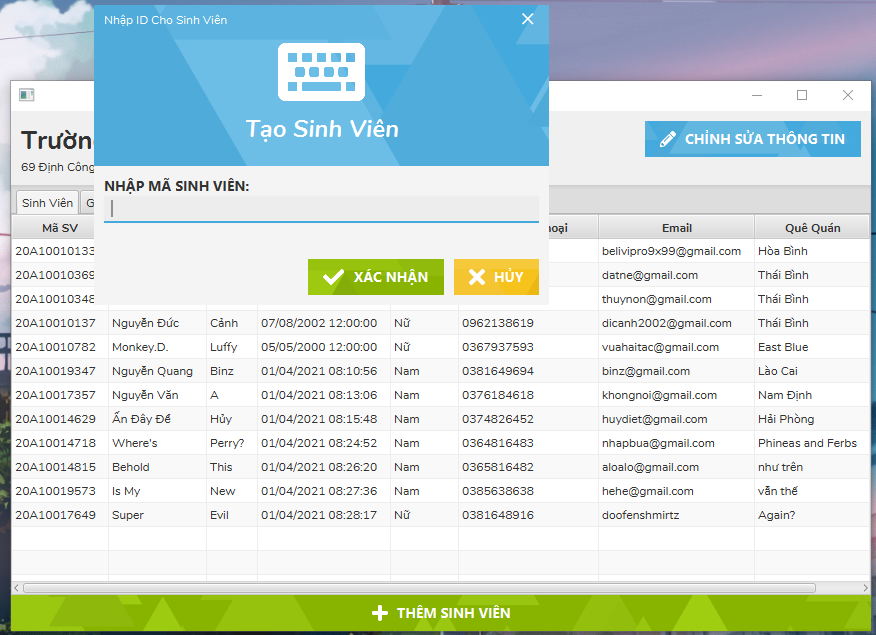 Nhập ID Cho Sinh Viên
Tạo Sinh Viên
NHẬP MÃ SINH VIÊN:
XÁC NHẬN HỦY
69 Định Công
CHỈNH SỬA THÔNG TIN
Sinh Viên
Mã SV Email Quê Quán
20A10010133 belivipro9x99@gmail.com Hòa Bình
20A10010369 datne@gmail.com Thái Bình
20A10010348 thuynon@gmail.com Thái Bình
20A10010137 Nguyễn Đức Cảnh 07/08/2002 12:00:00 Nữ 0962138619 dicanh2002@gmail.com Thái Bình
20A10010782 Monkey.D. Luffy 05/05/2000 12:00:00 Nữ 0367937593 vuahaitac@gmail.com East Blue
20A10019347 Nguyễn Quang Binz 01/04/2021 08:10:56 Nam 0381649694 binz@gmail.com Lào Cai
20A10017357 Nguyễn Văn A 01/04/2021 08:13:06 Nam 0376184618 khongnoi@gmail.com Nam Định
20A10014629 Ấn Đây Để Hủy 01/04/2021 08:15:48 Nam 0374826452 huydiet@gmail.com Hải Phòng
20A10014718 Where's Perry? 01/04/2021 08:24:52 Nam 0364816483 nhapbua@gmail.com Phineas and Ferbs
20A10014815 Behold This 01/04/2021 08:26:20 Nam 0365816482 aloalo@gmail.com như trên
20A10019573 Is My New 01/04/2021 08:27:36 Nam 0385638638 hehe@gmail.com vẫn thế
20A10017649 Super Evil 01/04/2021 08:28:17 Nữ 0381648916 doofenshmirtz Again?
THÊM SINH VIÊN